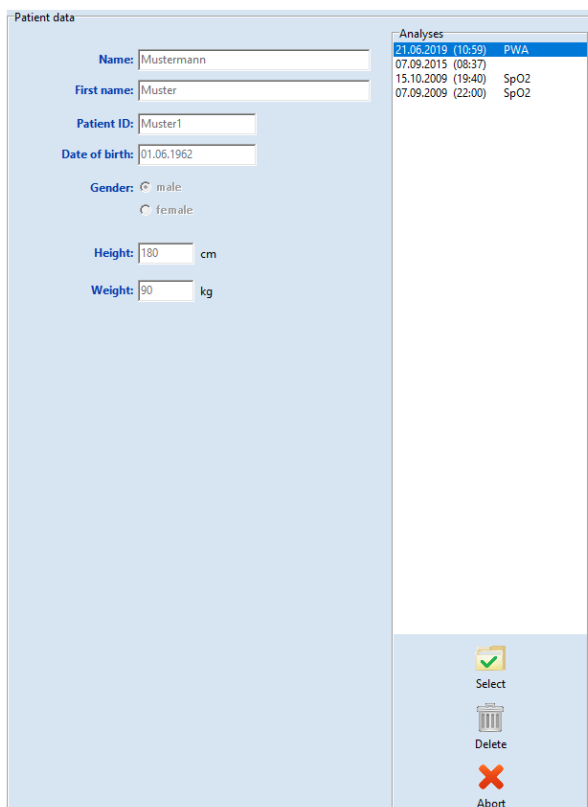 Patient data
Name: Mustermann
First name: Muster
Patient ID: Muster1
Date of birth: 01.06.1962
Gender: male
female
Height: 180 cm
Weight: 90 kg
Analyses
21.06.2019 (10:59) PWA
07.09.2015 (08:37)
15.10.2009 (19:40) SpO2
07.09.2009 (22:00) SpO2
Select
Delete
Abort